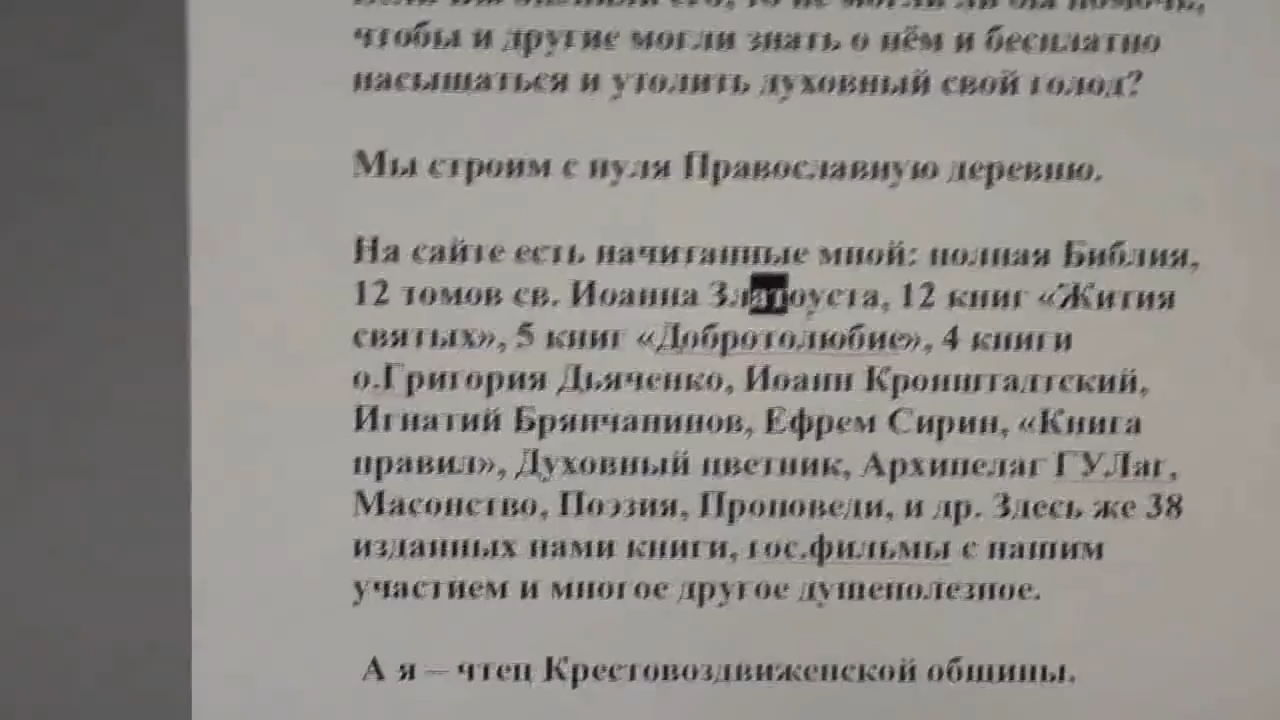 чтобы и другие могли знать о нём и бесплатно
насыщаться и утолить духовный свой голод?
Мы строим с нуля Православную деревню.
На сайте есть начитанные мной: полная Библия,
12 томов св. Иоанна Златоуста, 12 книг «Жития
святых», 5 книг «Добротолюбие», 4 книги
о.Григория Дьяченко, Иоанн Кронштадтский,
Игнатий Брянчанинов, Ефрем Сирин, «Книга
правил», Духовный цветник, Архипелаг ГУЛаг,
Масонство, Поэзия, Проповеди, и др. Здесь же 38
изданных нами книги, гос.фильмы с нашим
участием и многое другое душеполезное.
А я – чтец Крестовоздвиженской общины.